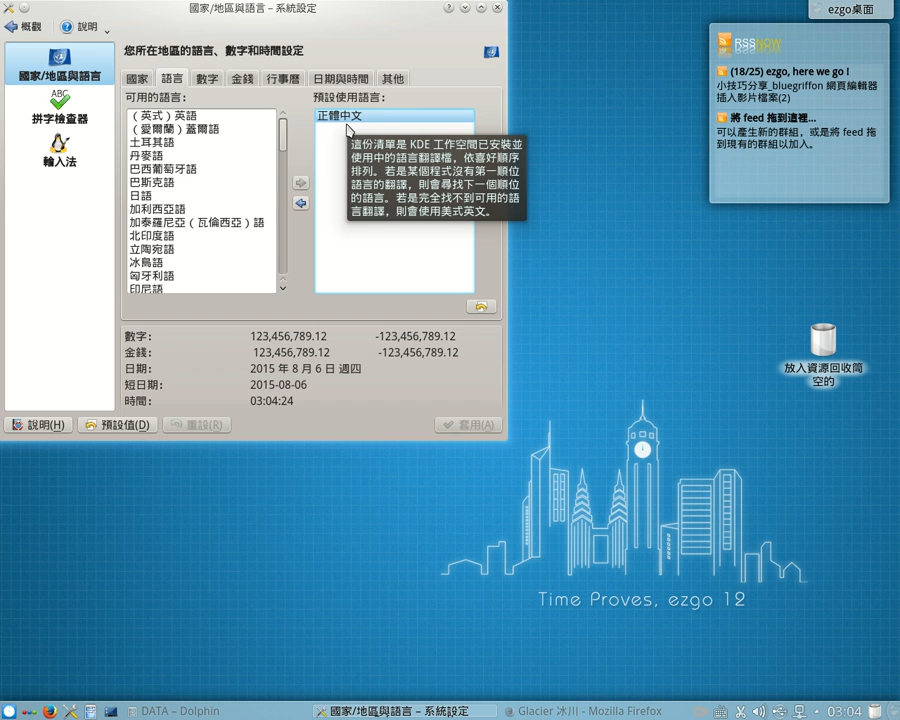 國家/地區與語言 – 系統設定
ezgo桌面
概觀
說明
您所在地區的語言、數字和時間設定
國家/地區與語言
ABC
拼字檢查器
輸入法
國家
語言
數字
金錢
行事曆
日期與時間
其他
可用的語言:
(英式)英語
(愛爾蘭)蓋爾語
土耳其語
丹麥語
巴西葡萄牙語
巴斯克語
日語
加利西亞語
加泰羅尼亞(瓦倫西亞)語
北印度語
立陶宛語
冰島語
匈牙利語
印尼語
預設使用語言:
正體中文
這份清單是 KDE 工作空間已安裝並
使用中的語言翻譯檔，依喜好順序
排列。若是某個程式沒有第一順位
語言的翻譯，則會尋找下一個順位
的語言。若是完全找不到可用的語
言翻譯，則會使用美式英文。
數字: 123,456,789.12 -123,456,789.12
金錢: 123,456,789.12 -123,456,789.12
日期: 2015 年 8 月 6 日 週四
短日期: 2015-08-06
時間: 03:04:24
說明(H)
預設值(D)
重設(R)
套用(A)
RSSNOW
(18/25) ezgo, here we go !
小技巧分享_bluegriffon 網頁編輯器
插入影片檔案(2)
將 feed 拖到這裡...
可以產生新的群組，或是將 feed 拖
到現有的群組以加入。
放入資源回收筒
空的
Time Proves, ezgo 12
DATA – Dolphin
國家/地區與語言 – 系統設定
Glacier 冰川 - Mozilla Firefox
03:04